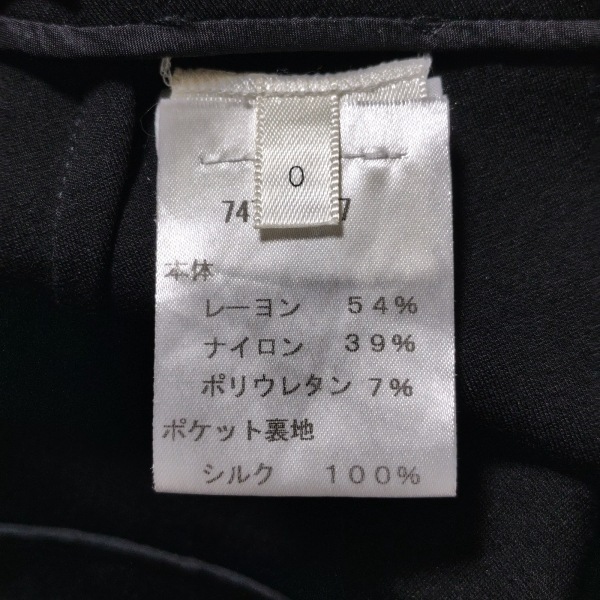 0
74 7
本体
レーヨン 54%
ナイロン 39%
ポリウレタン 7%
ポケット裏地
シルク 100%